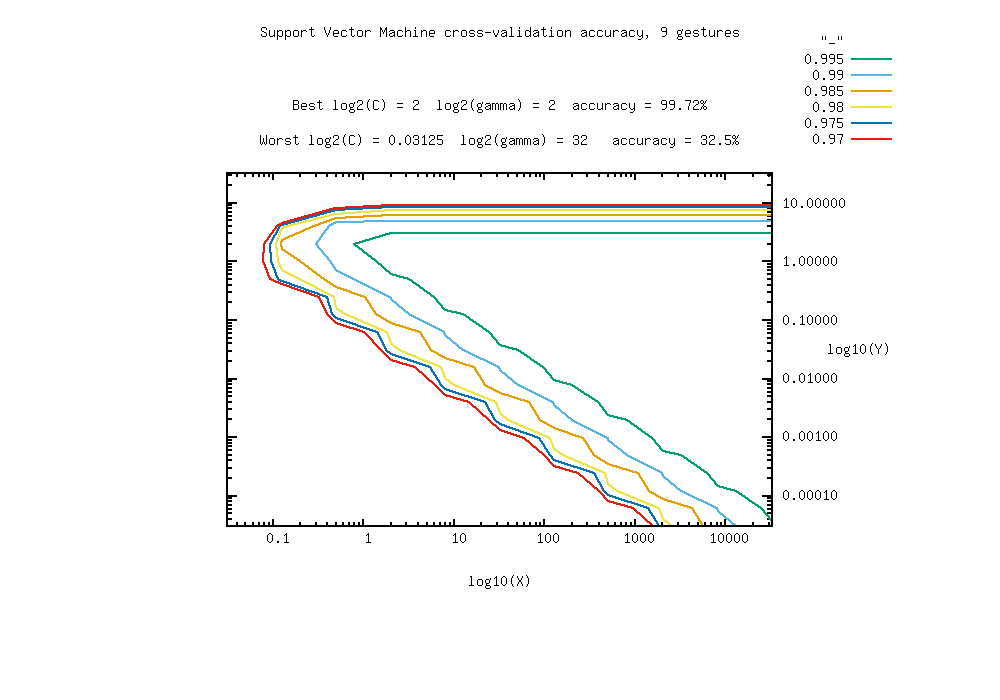 Support Vector Machine cross-validation accuracy, 9 gestures
"_"
0.995
0.99
0.985
0.98
0.975
0.97
Best log2(C) = 2  log2(gamma) = 2  accuracy = 99.72%
Worst log2(C) = 0.03125  log2(gamma) = 32   accuracy = 32.5%
10.00000
1.00000
0.10000
log10(Y)
0.01000
0.00100
0.00010
0.1 1 10 100 1000 10000
log10(X)